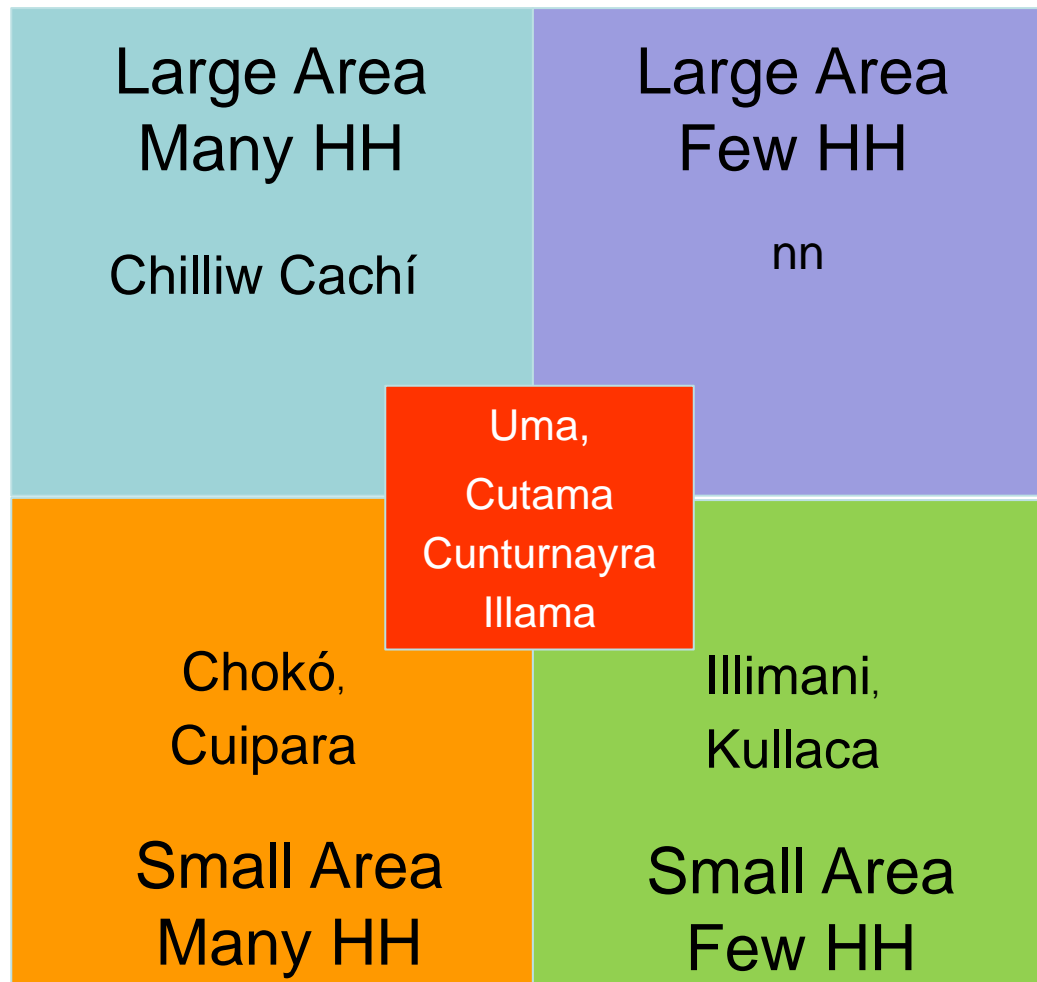 Large Area
Many HH
Chilliw Cachí
Large Area
Few HH
nn
Uma,
Cutama
Cunturnayra
Illama
Chokó,
Cuipara
Small Area
Many HH
Illimani,
Kullaca
Small Area
Few HH